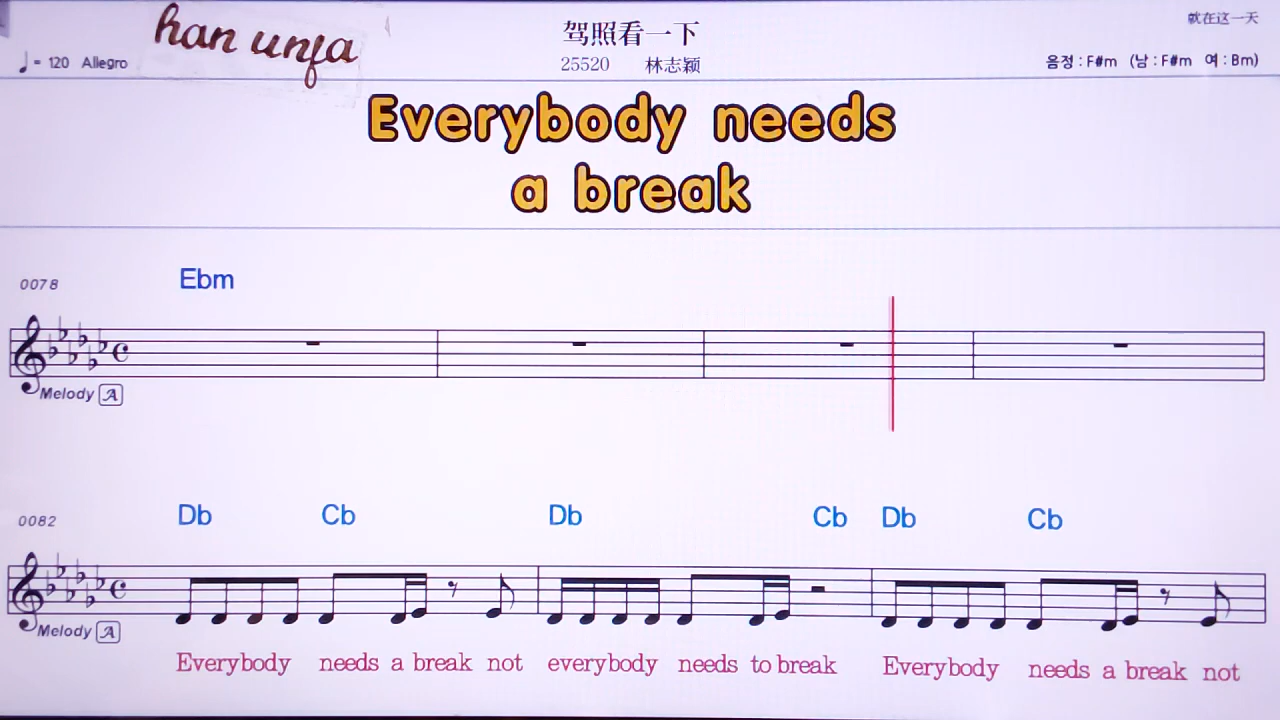 han unfa
就在这一天
驾照看一下
♩= 120 Allegro
25520 林志颖
음정 : F#m (남 : F#m 여 : Bm)
Everybody needs
a break
0078
Ebm
Melody A
0082
Db Cb Db Cb Db Cb
Melody A
Everybody needs a break not everybody needs to break Everybody needs a break not